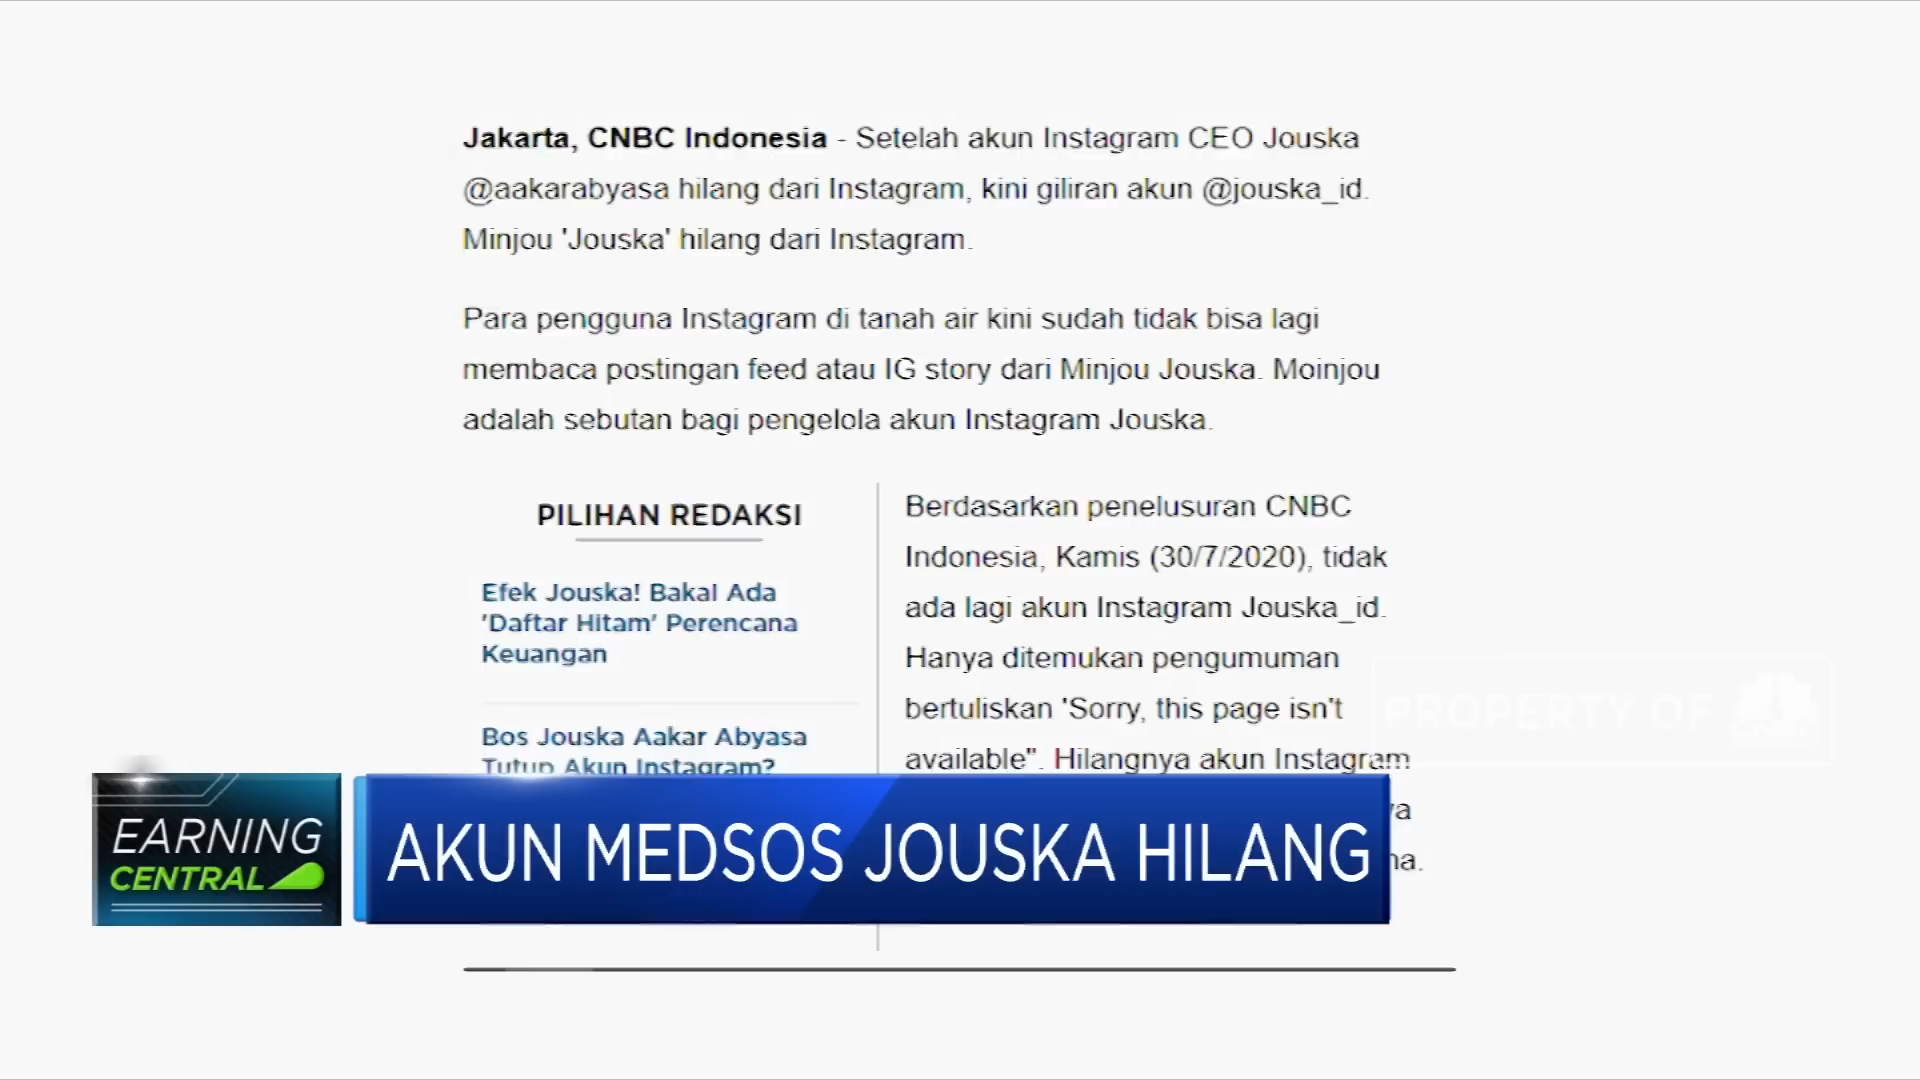 Jakarta, CNBC Indonesia - Setelah akun Instagram CEO Jouska
@aakarabyasa hilang dari Instagram, kini giliran akun @jouska_id.
Minjou 'Jouska' hilang dari Instagram.
Para pengguna Instagram di tanah air kini sudah tidak bisa lagi
membaca postingan feed atau IG story dari Minjou Jouska. Moinjou
adalah sebutan bagi pengelola akun Instagram Jouska.
PILIHAN REDAKSI
Efek Jouska! Bakal Ada
'Daftar Hitam' Perencana
Keuangan
Bos Jouska Aakar Abyasa
Tutup Akun Instagram?
Berdasarkan penelusuran CNBC
Indonesia, Kamis (30/7/2020), tidak
ada lagi akun Instagram Jouska_id.
Hanya ditemukan pengumuman
bertuliskan 'Sorry, this page isn't
available". Hilangnya akun Instagram
PROPERTY OF
EARNING
CENTRAL
AKUN MEDSOS JOUSKA HILANG